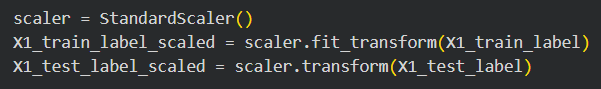 scaler = StandardScaler()
X1_train_label_scaled = scaler.fit_transform(X1_train_label)
X1_test_label_scaled = scaler.transform(X1_test_label)